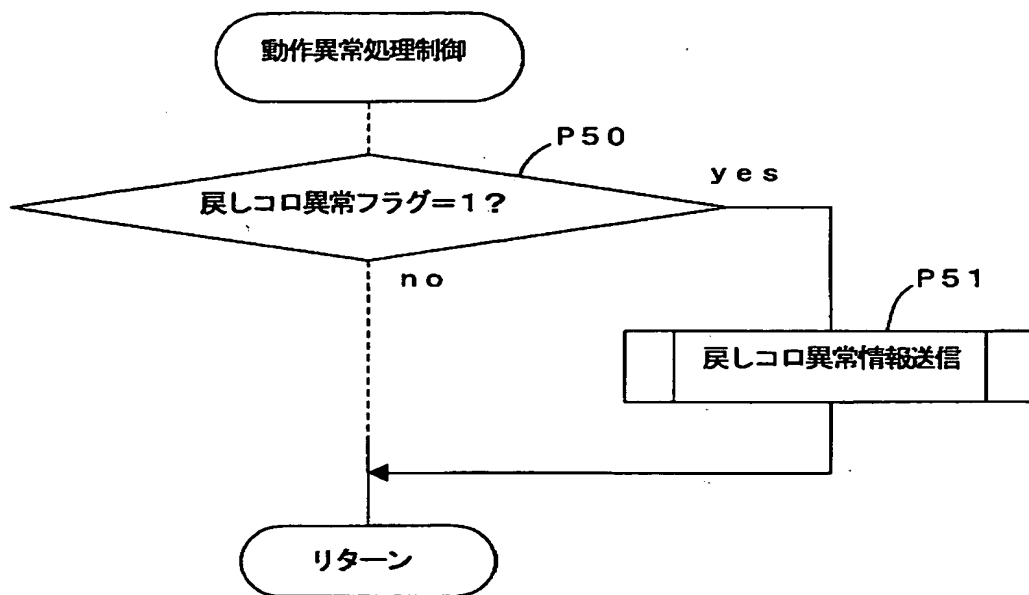 動作異常処理制御
P50
yes
戻しコロ異常フラグ=1?
no
P51
戻しコロ異常情報送信
リターン